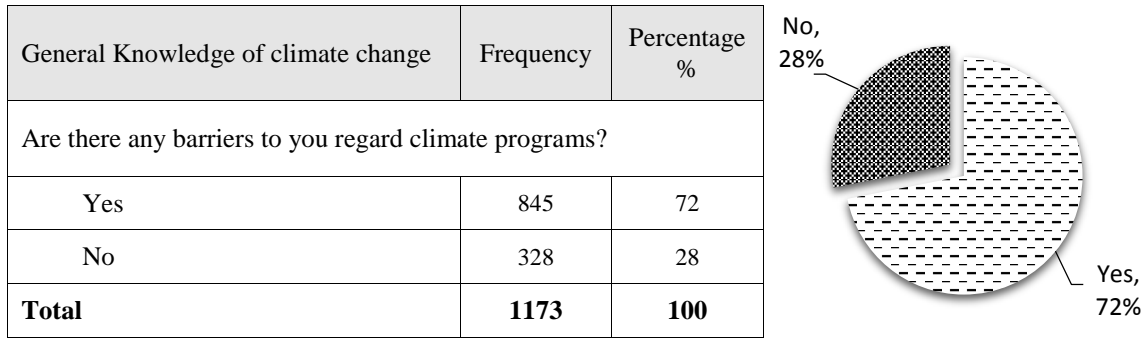 General Knowledge of climate change Frequency Percentage
%
Are there any barriers to you regard climate programs?
Yes 845 72
No 328 28
Total 1173 100
No,
28%
Yes,
72%